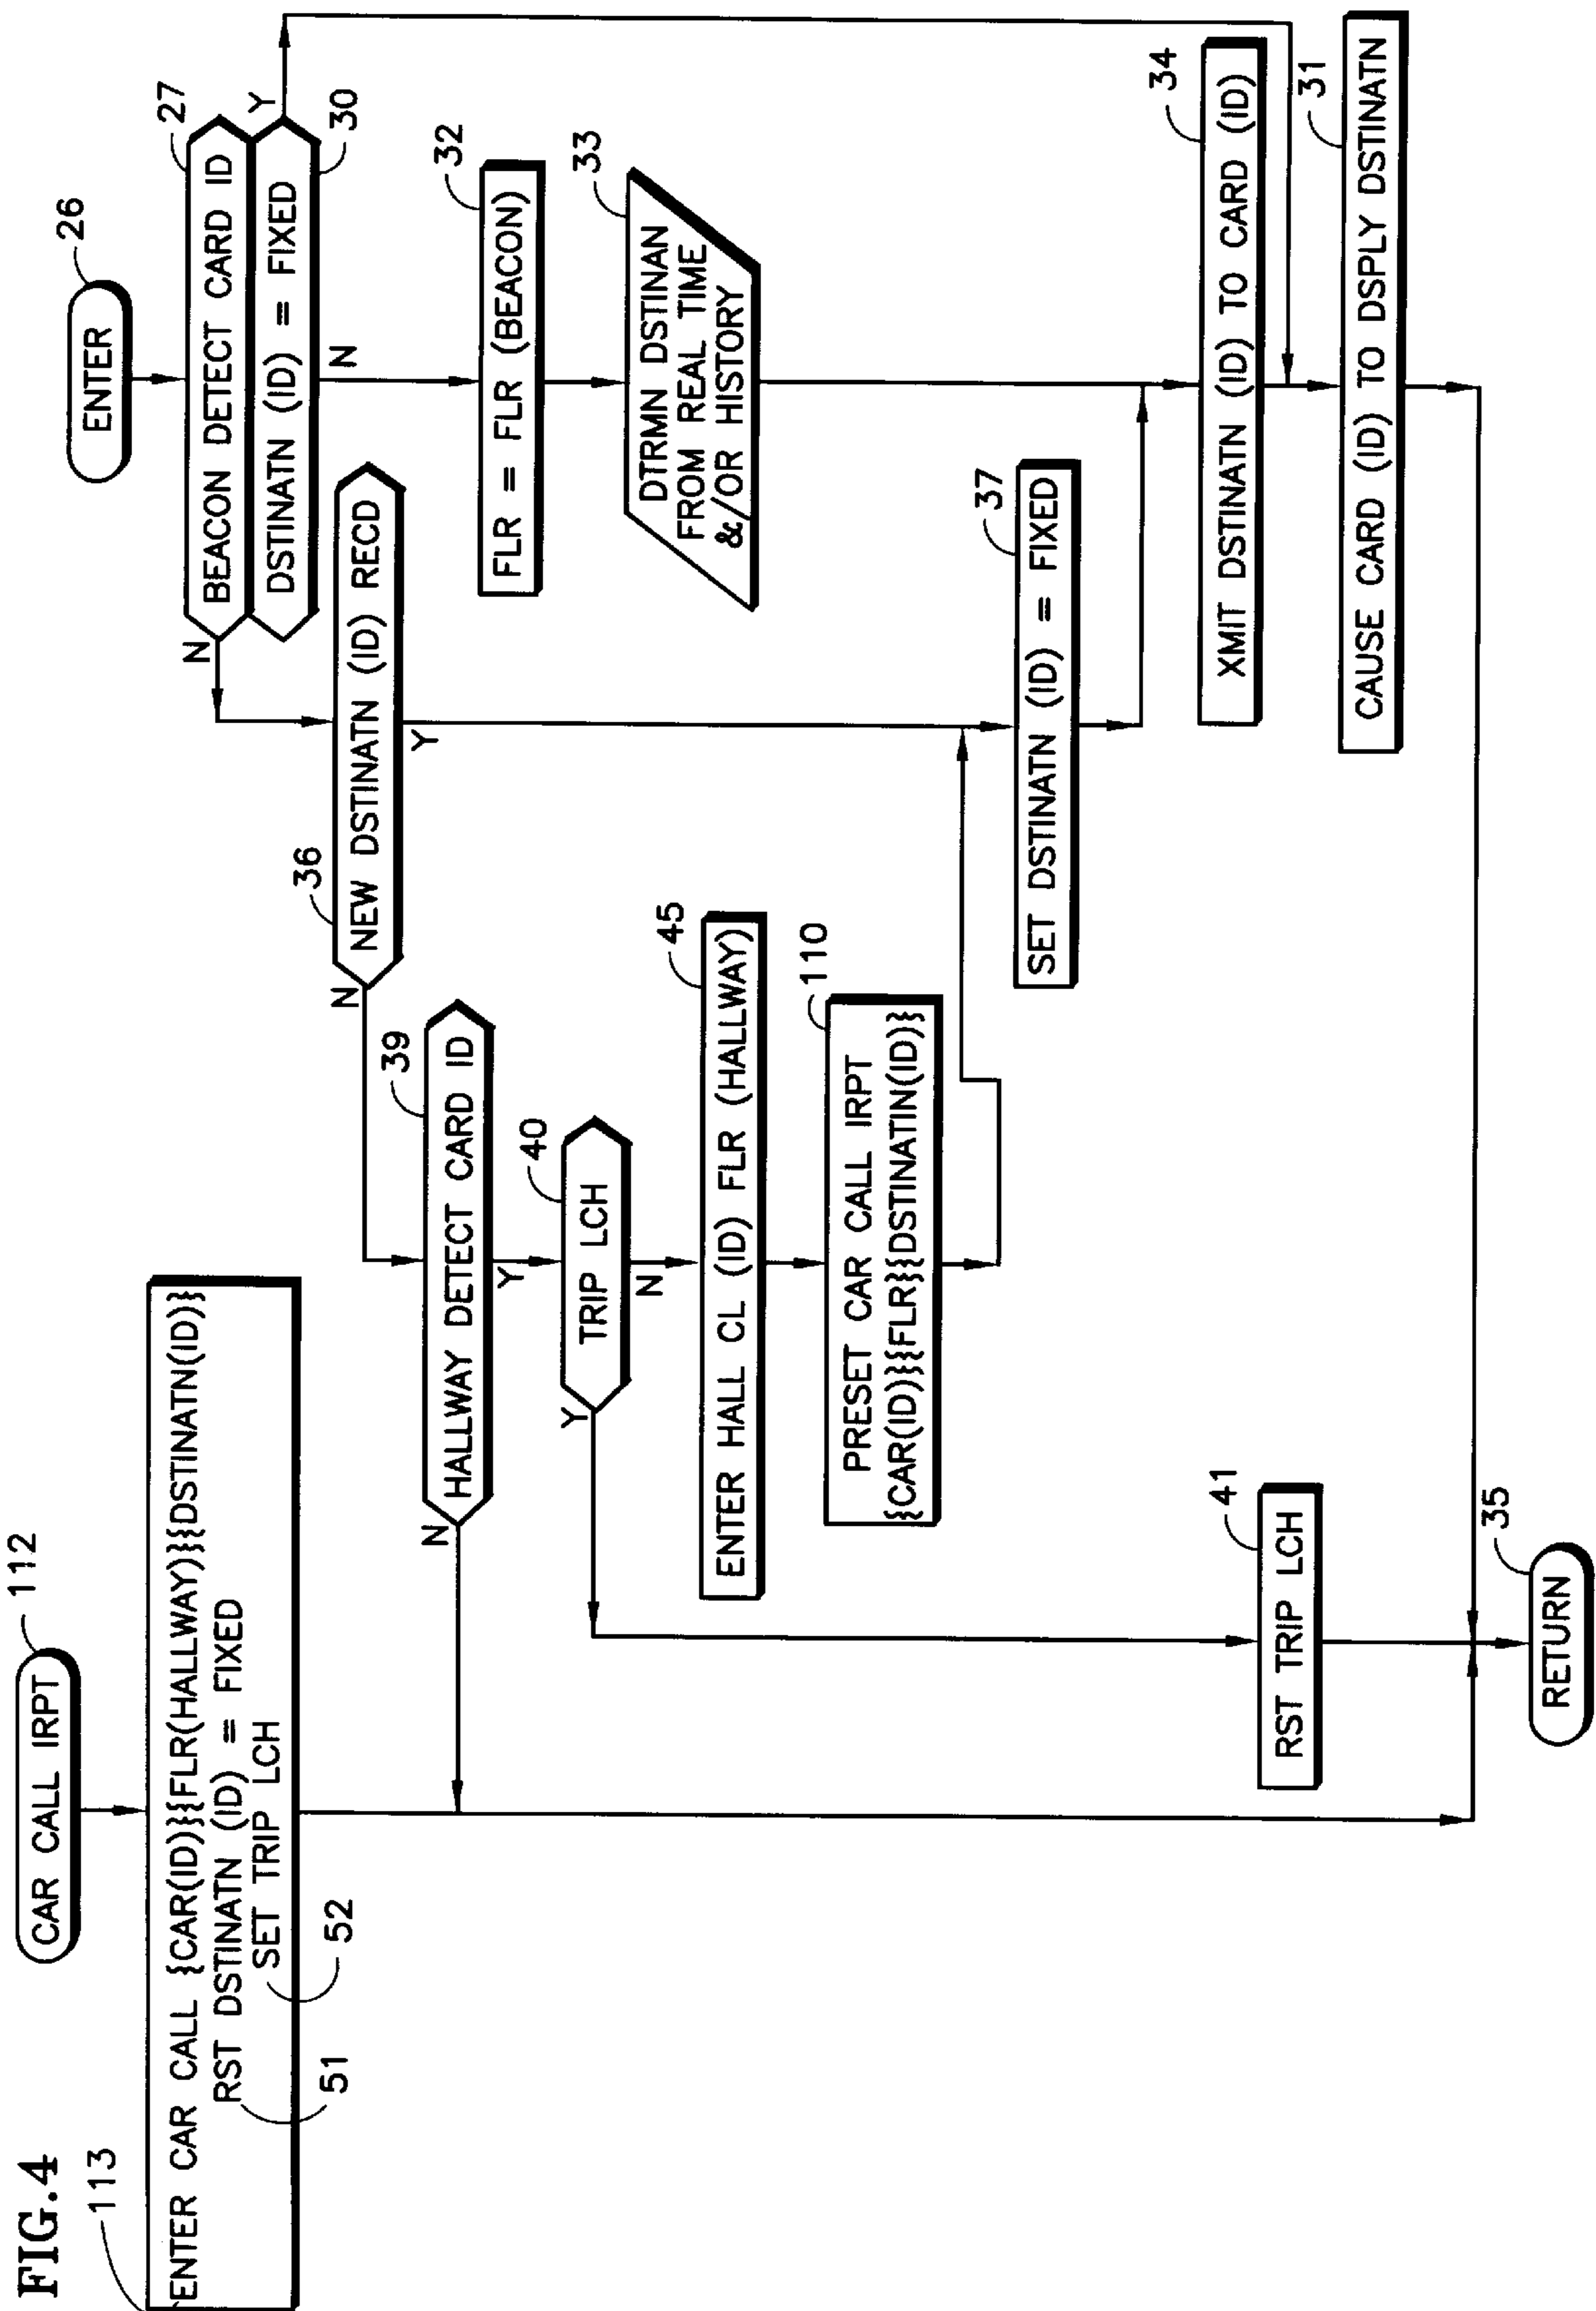 FIG.4
CAR CALL IRPT
112
113
ENTER CAR CALL {CAR(ID)}{FLR(HALLWAY)}{DSTINATN(ID)}
RST DSTINATN (ID) = FIXED
SET TRIP LCH
51
52
ENTER
26
BEACON DETECT CARD ID
27
N
DSTINATN (ID) = FIXED
30
Y
N
NEW DSTINATN (ID) RECD
36
N
Y
HALLWAY DETECT CARD ID
39
N
Y
TRIP LCH
40
Y
N
FLR = FLR (BEACON)
32
DTRMN DSTINAN
FROM REAL TIME
&/OR HISTORY
33
ENTER HALL CL (ID) FLR (HALLWAY)
45
PRESET CAR CALL IRPT
{CAR(ID)}{FLR}{DSTINATIN(ID)}
110
SET DSTINATN (ID) = FIXED
37
XMIT DSTINATN (ID) TO CARD (ID)
34
RST TRIP LCH
41
CAUSE CARD (ID) TO DSPLY DSTINATN
31
RETURN
35